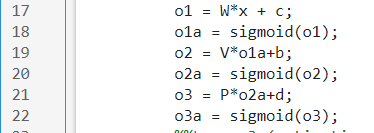 17 o1 = W*x + c;
18 o1a = sigmoid(o1);
19 o2 = V*o1a+b;
20 o2a = sigmoid(o2);
21 o3 = P*o2a+d;
22 o3a = sigmoid(o3);